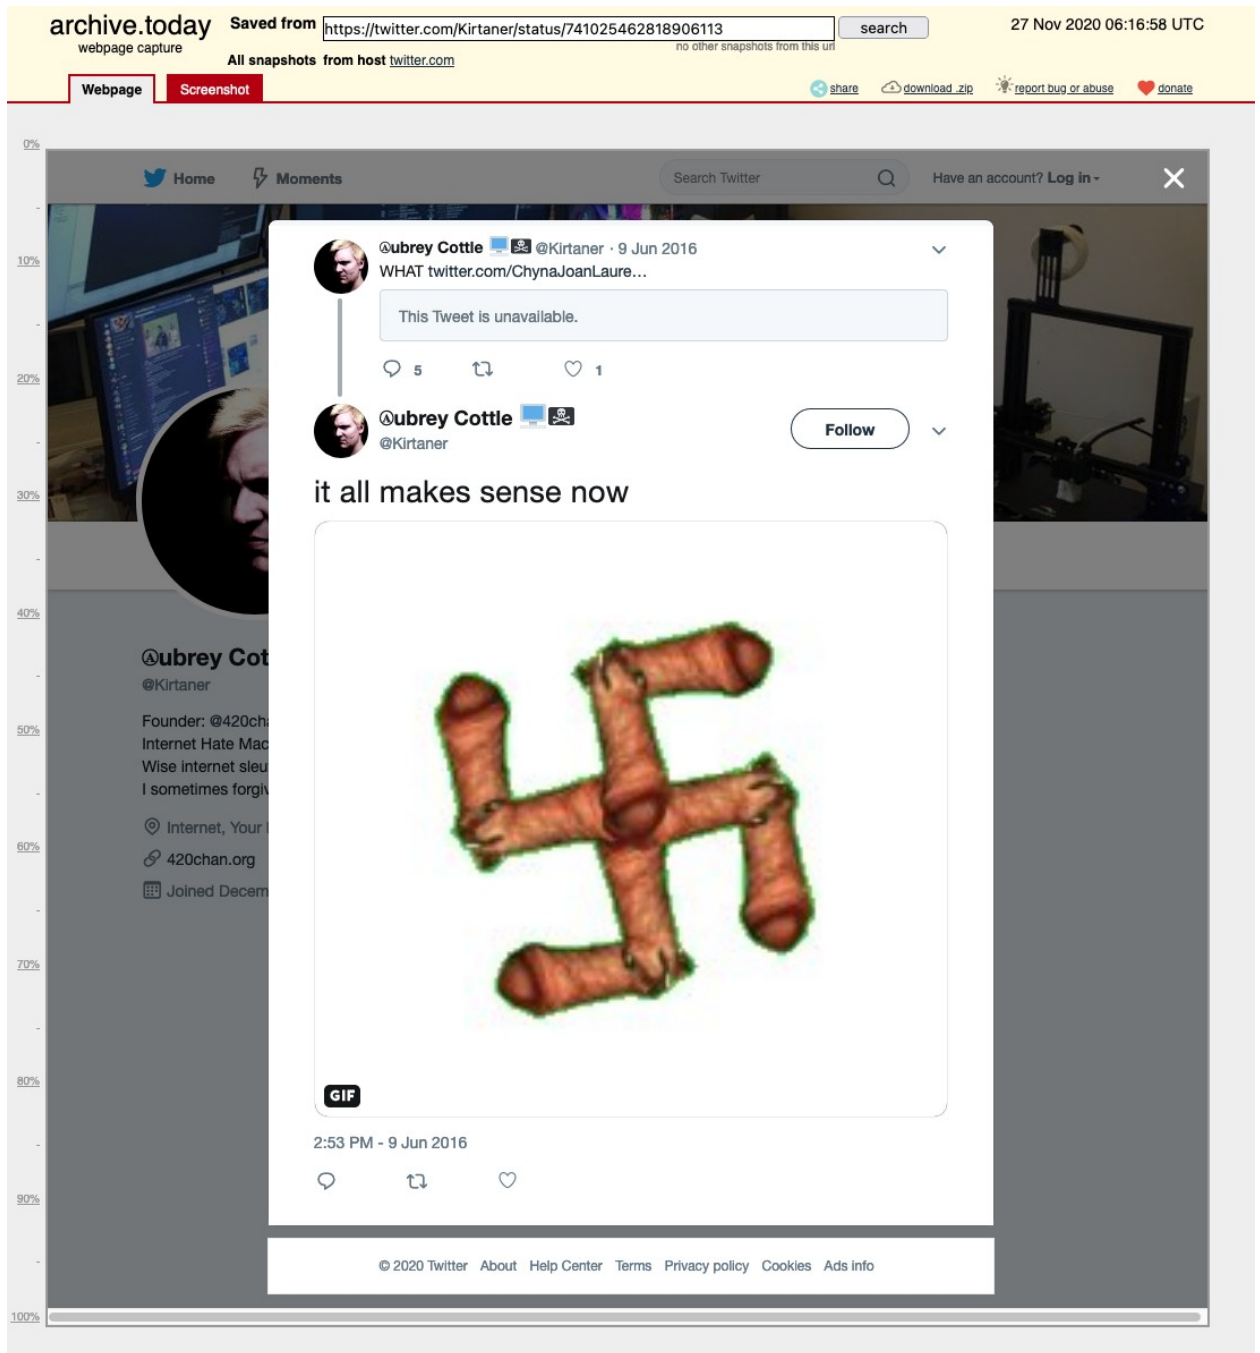 archive.today
webpage capture
Saved from https://twitter.com/Kirtaner/status/741025462818906113
search
27 Nov 2020 06:16:58 UTC
no other snapshots from this url
All snapshots from host twitter.com
Webpage
Screenshot
share
download .zip
report bug or abuse
donate
0%
10%
20%
30%
40%
50%
60%
70%
80%
90%
100%
Home
Moments
Search Twitter
Have an account? Log in
Ⓐubrey Cottle @Kirtaner · 9 Jun 2016
WHAT twitter.com/ChynaJoanLaure…
This Tweet is unavailable.
5
1
Ⓐubrey Cottle
@Kirtaner
Follow
it all makes sense now
GIF
2:53 PM - 9 Jun 2016
Ⓐubrey Cot
@Kirtaner
Founder: @420ch
Internet Hate Mac
Wise internet sleu
I sometimes forgiv
Internet, Your
420chan.org
Joined Decem
© 2020 Twitter About Help Center Terms Privacy policy Cookies Ads info